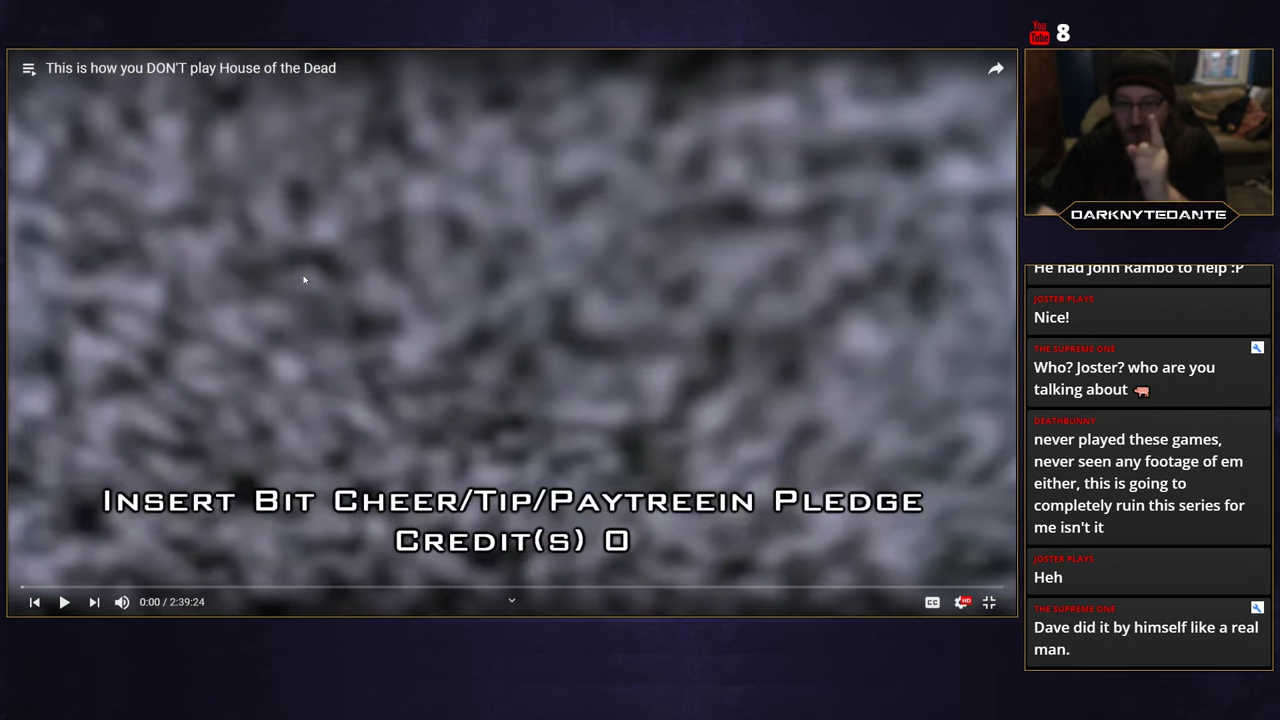 You
Tube 8
This is how you DON'T play House of the Dead
Insert Bit Cheer/Tip/Paytreein Pledge
Credit(s) 0
0:00 / 2:39:24
CC
HD
DARKNYTEDANTE
He had John Rambo to help :P
JOSTER PLAYS
Nice!
THE SUPREME ONE
Who? Joster? who are you
talking about
DEATHBUNNY
never played these games,
never seen any footage of em
either, this is going to
completely ruin this series for
me isn't it
JOSTER PLAYS
Heh
THE SUPREME ONE
Dave did it by himself like a real
man.